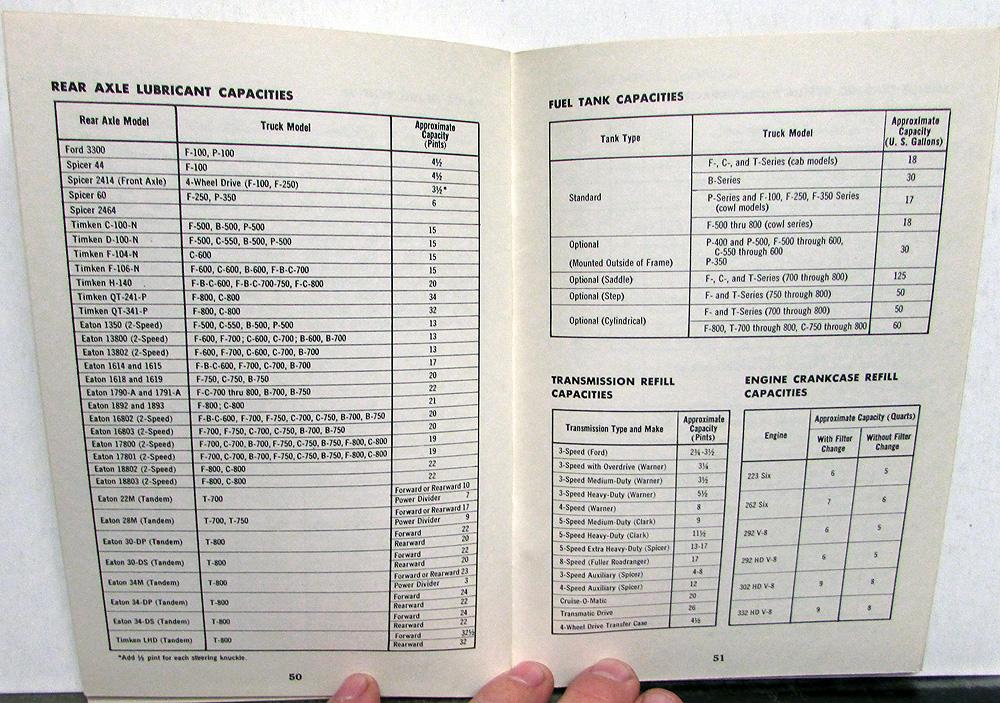 REAR AXLE LUBRICANT CAPACITIES
Rear Axle Model Truck Model Approximate Capacity (Pints)
Ford 3300 F-100, P-100 4½
Spicer 44 F-100 4½
Spicer 2414 (Front Axle) 4-Wheel Drive (F-100, F-250) 3½*
Spicer 60 F-250, P-350 6
Spicer 2464
Timken C-100-N F-500, B-500, P-500 15
Timken D-100-N F-500, C-550, B-500, P-500 15
Timken F-104-N C-600 15
Timken F-106-N F-600, C-600, B-600, F-B-C-700 15
Timken H-140 F-B-C-600, F-B-C-700-750, F-C-800 20
Timken QT-241-P F-800, C-800 34
Timken QT-341-P F-800, C-800 32
Eaton 1350 (2-Speed) F-500, C-550, B-500, P-500 13
Eaton 13800 (2-Speed) F-600, F-700; C-600, C-700; B-600, B-700 13
Eaton 13802 (2-Speed) F-600, F-700, C-600, C-700, B-700 13
Eaton 1614 and 1615 F-B-C-600, F-700, C-700, B-700 17
Eaton 1618 and 1619 F-750, C-750, B-750 20
Eaton 1790-A and 1791-A F-C-700 thru 800, B-700, B-750 22
Eaton 1892 and 1893 F-800; C-800 21
Eaton 16802 (2-Speed) F-B-C-600, F-700, F-750, C-700, C-750, B-700, B-750 20
Eaton 16803 (2-Speed) F-700, F-750, C-700, C-750, B-700, B-750 20
Eaton 17800 (2-Speed) F-700, C-700, B-700, F-750, C-750, B-750, F-800, C-800 19
Eaton 17801 (2-Speed) F-700, C-700, B-700, F-750, C-750, B-750, F-800, C-800 19
Eaton 18802 (2-Speed) F-800, C-800 22
Eaton 18803 (2-Speed) F-800, C-800 22
Eaton 22M (Tandem) T-700 Forward or Rearward 10
Power Divider 7
Eaton 28M (Tandem) T-700, T-750 Forward or Rearward 17
Power Divider 9
Eaton 30-DP (Tandem) T-800 Forward 22
Rearward 20
Eaton 30-DS (Tandem) T-800 Forward 22
Rearward 20
Eaton 34M (Tandem) T-800 Forward or Rearward 23
Power Divider 3
Eaton 34-DP (Tandem) T-800 Forward 24
Rearward 22
Eaton 34-DS (Tandem) T-800 Forward 24
Rearward 22
Timken LHD (Tandem) T-800 Forward 32½
Rearward 32
*Add ½ pint for each steering knuckle.
50
FUEL TANK CAPACITIES
Tank Type Truck Model Approximate Capacity (U. S. Gallons)
Standard F-, C-, and T-Series (cab models) 18
B-Series 30
P-Series and F-100, F-250, F-350 Series
(cowl models) 17
F-500 thru 800 (cowl series) 18
Optional P-400 and P-500, F-500 through 600,
C-550 through 600 30
(Mounted Outside of Frame) P-350
Optional (Saddle) F-, C-, and T-Series (700 through 800) 125
Optional (Step) F- and T-Series (750 through 800) 50
Optional (Cylindrical) F- and T-Series (700 through 800) 50
F-800, T-700 through 800, C-750 through 800 60
TRANSMISSION REFILL
CAPACITIES
Transmission Type and Make Approximate Capacity (Pints)
3-Speed (Ford) 2¾-3½
3-Speed with Overdrive (Warner) 3¼
3-Speed Medium-Duty (Warner) 3½
3-Speed Heavy-Duty (Warner) 5½
4-Speed (Warner) 8
5-Speed Medium-Duty (Clark) 9
5-Speed Heavy-Duty (Clark) 11½
5-Speed Extra Heavy-Duty (Spicer) 13-17
8-Speed (Fuller Roadranger) 17
3-Speed Auxiliary (Spicer) 4-8
4-Speed Auxiliary (Spicer) 12
Cruise-O-Matic 20
Transmatic Drive 26
4-Wheel Drive Transfer Case 4½
ENGINE CRANKCASE REFILL
CAPACITIES
Engine Approximate Capacity (Quarts)
With Filter Change Without Filter Change
223 Six 6 5
262 Six 7 6
292 V-8 6 5
292 HD V-8 6 5
302 HD V-8 9 8
332 HD V-8 9 8
51